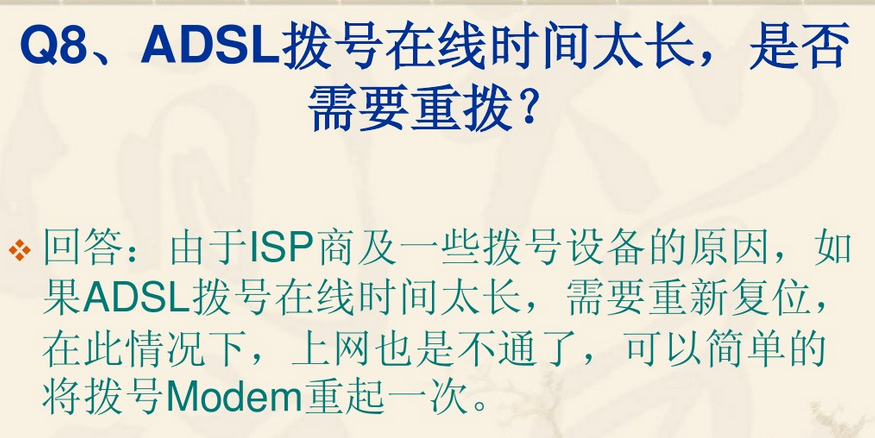 Q8、ADSL拨号在线时间太长，是否
需要重拨？
回答：由于ISP商及一些拨号设备的原因，如
果ADSL拨号在线时间太长，需要重新复位，
在此情况下，上网也是不通了，可以简单的
将拨号Modem重起一次。